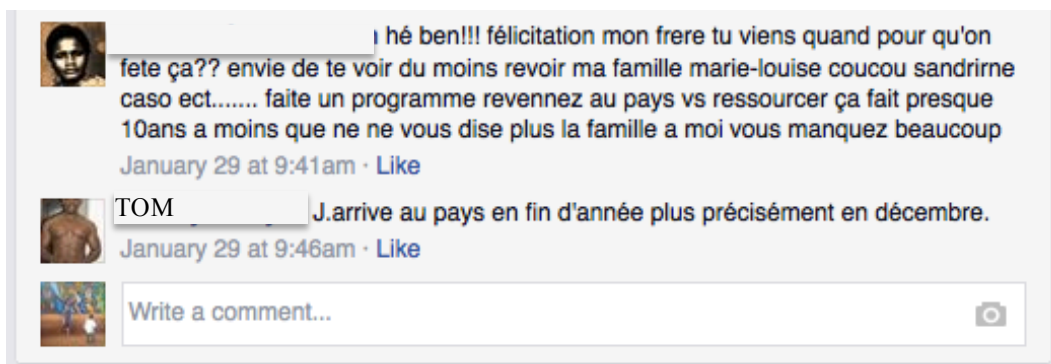 hé ben!!! félicitation mon frere tu viens quand pour qu'on
fete ça?? envie de te voir du moins revoir ma famille marie-louise coucou sandrirne
caso ect....... faite un programme revennez au pays vs ressourcer ça fait presque
10ans a moins que ne ne vous dise plus la famille a moi vous manquez beaucoup
January 29 at 9:41am · Like
TOM J.arrive au pays en fin d'année plus précisément en décembre.
January 29 at 9:46am · Like
Write a comment...